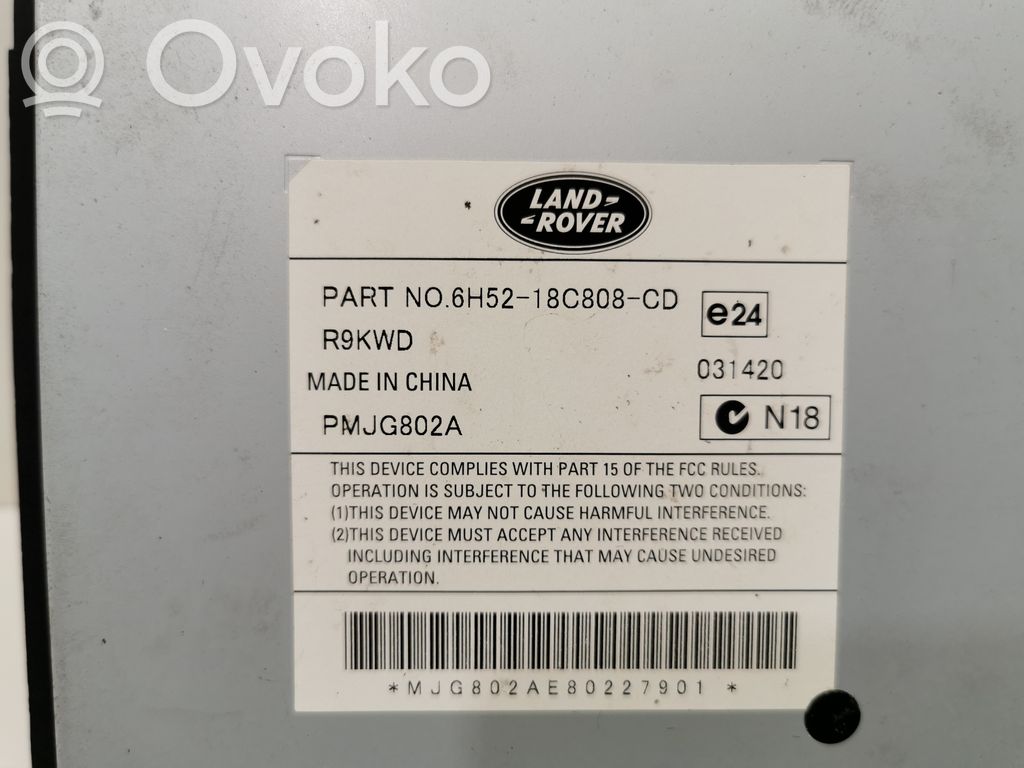 Ovoko
LAND-
-ROVER
PART NO.6H52-18C808-CD
e24
R9KWD
031420
MADE IN CHINA
PMJG802A
N18
THIS DEVICE COMPLIES WITH PART 15 OF THE FCC RULES.
OPERATION IS SUBJECT TO THE FOLLOWING TWO CONDITIONS:
(1)THIS DEVICE MAY NOT CAUSE HARMFUL INTERFERENCE.
(2)THIS DEVICE MUST ACCEPT ANY INTERFERENCE RECEIVED
INCLUDING INTERFERENCE THAT MAY CAUSE UNDESIRED
OPERATION.
*MJG802AE80227901*